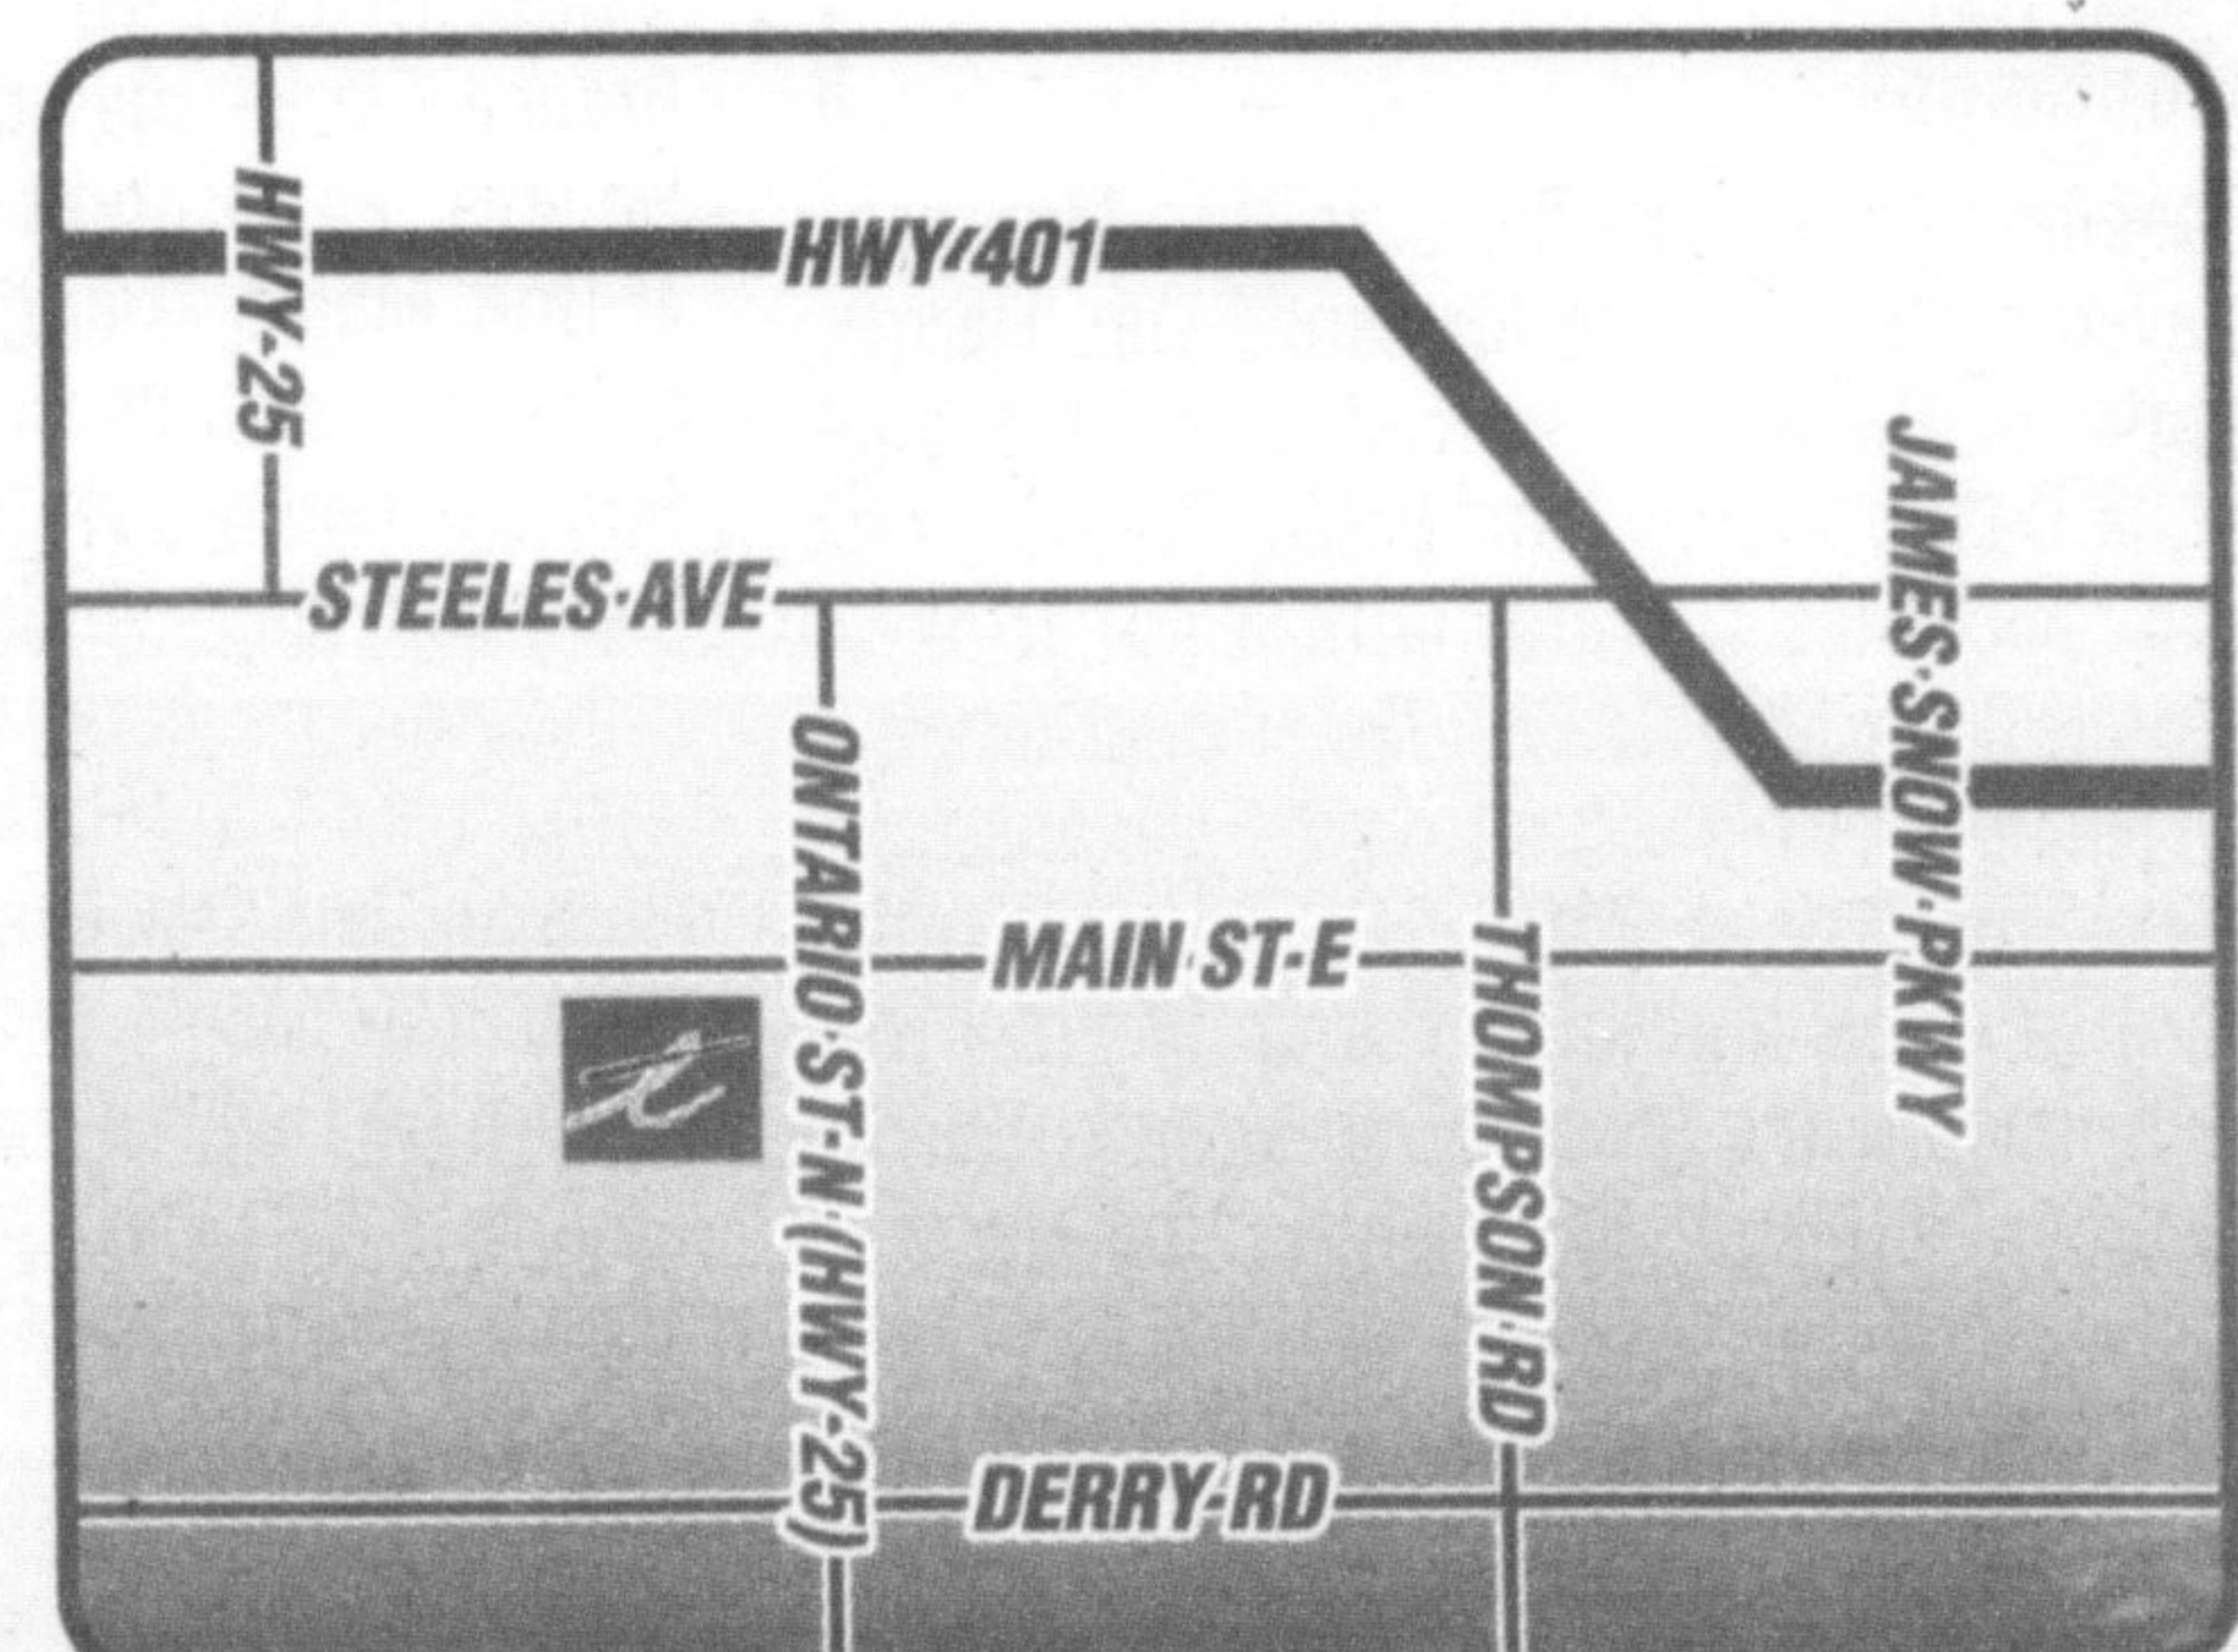 HWY 25
HWY 401
STEELES AVE
JAMES SNOW PKWY
ONTARIO ST N (HWY 25)
MAIN ST E
THOMPSON RD
t
DERRY RD